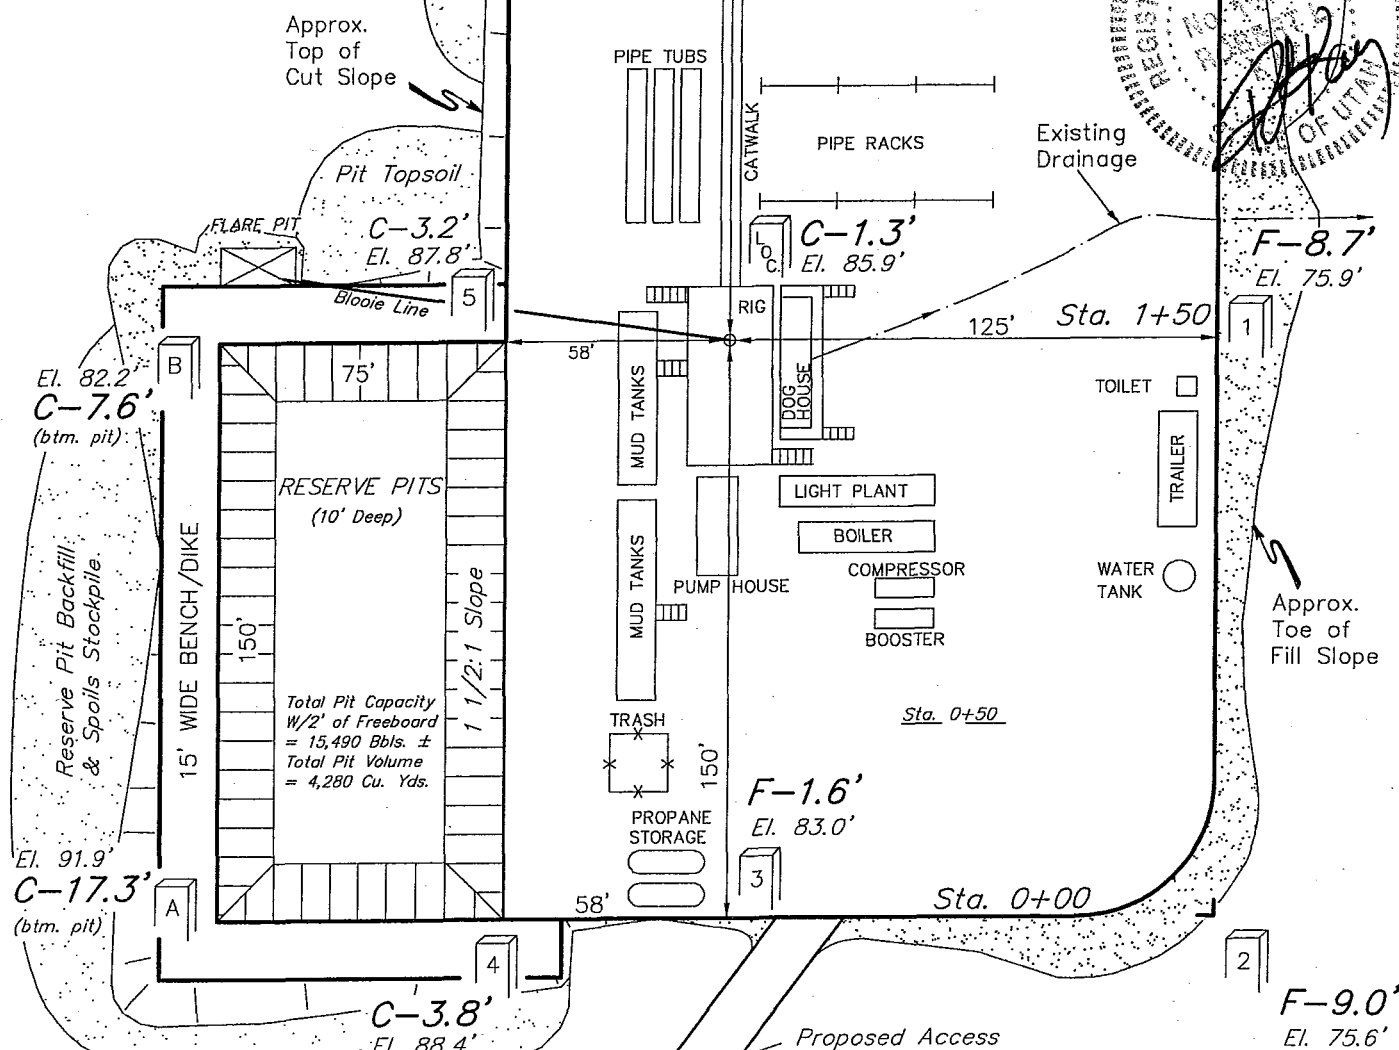 Approx.
Top of
Cut Slope
PIPE TUBS
CATWALK
PIPE RACKS
REGIS
No.
OF UTAH
Existing
Drainage
Pit Topsoil
FLARE PIT
C-3.2'
El. 87.8'
5
Blooie Line
LOC.
C-1.3'
El. 85.9'
F-8.7'
El. 75.9'
RIG
125'
Sta. 1+50
1
58'
B
75'
El. 82.2'
C-7.6'
(btm. pit)
MUD TANKS
DOG
HOUSE
TOILET
TRAILER
RESERVE PITS
(10' Deep)
LIGHT PLANT
BOILER
COMPRESSOR
BOOSTER
PUMP HOUSE
MUD TANKS
WATER
TANK
Approx.
Toe of
Fill Slope
Reserve Pit Backfill
& Spoils Stockpile
15' WIDE BENCH/DIKE
150'
1 1/2:1 Slope
Total Pit Capacity
W/2' of Freeboard
= 15,490 Bbls. ±
Total Pit Volume
= 4,280 Cu. Yds.
TRASH
150'
Sta. 0+50
F-1.6'
El. 83.0'
PROPANE
STORAGE
3
El. 91.9'
C-17.3'
(btm. pit)
A
58'
Sta. 0+00
4
2
C-3.8'
El. 88.4'
F-9.0'
El. 75.6'
Proposed Access